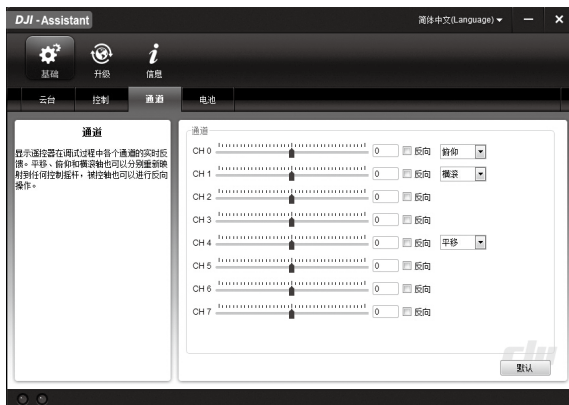 DJI - Assistant
简体中文(Language)
基础
升级
信息
云台
控制
通道
电池
通道
显示遥控器在调试过程中各个通道的实时反
馈。平移、俯仰和横滚轴也可以分别重新映
射到任何控制摇杆，被控轴也可以进行反向
操作。
通道
CH 0 0 反向 俯仰
CH 1 0 反向 横滚
CH 2 0 反向
CH 3 0 反向
CH 4 0 反向 平移
CH 5 0 反向
CH 6 0 反向
CH 7 0 反向
dji
默认